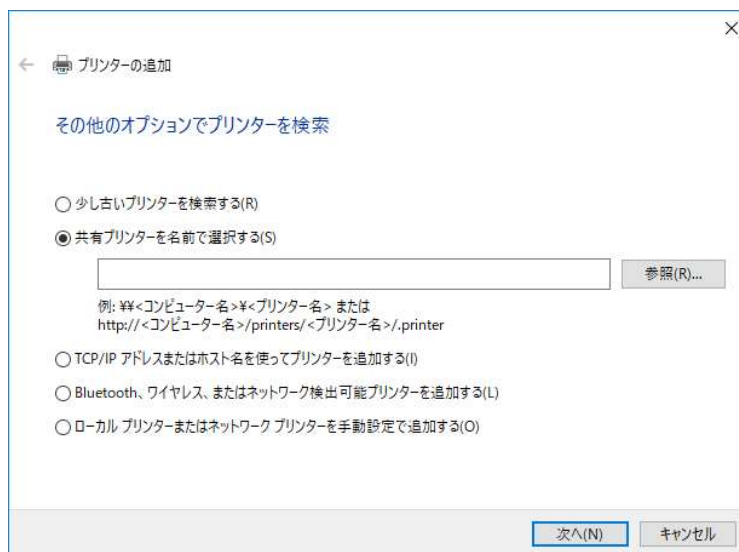 プリンターの追加
その他のオプションでプリンターを検索
少し古いプリンターを検索する(R)
共有プリンターを名前で選択する(S)
参照(R)...
例: ¥¥<コンピューター名>¥<プリンター名> または
http://<コンピューター名>/printers/<プリンター名>/.printer
TCP/IP アドレスまたはホスト名を使ってプリンターを追加する(I)
Bluetooth、ワイヤレス、またはネットワーク検出可能プリンターを追加する(L)
ローカル プリンターまたはネットワーク プリンターを手動設定で追加する(O)
次へ(N)
キャンセル